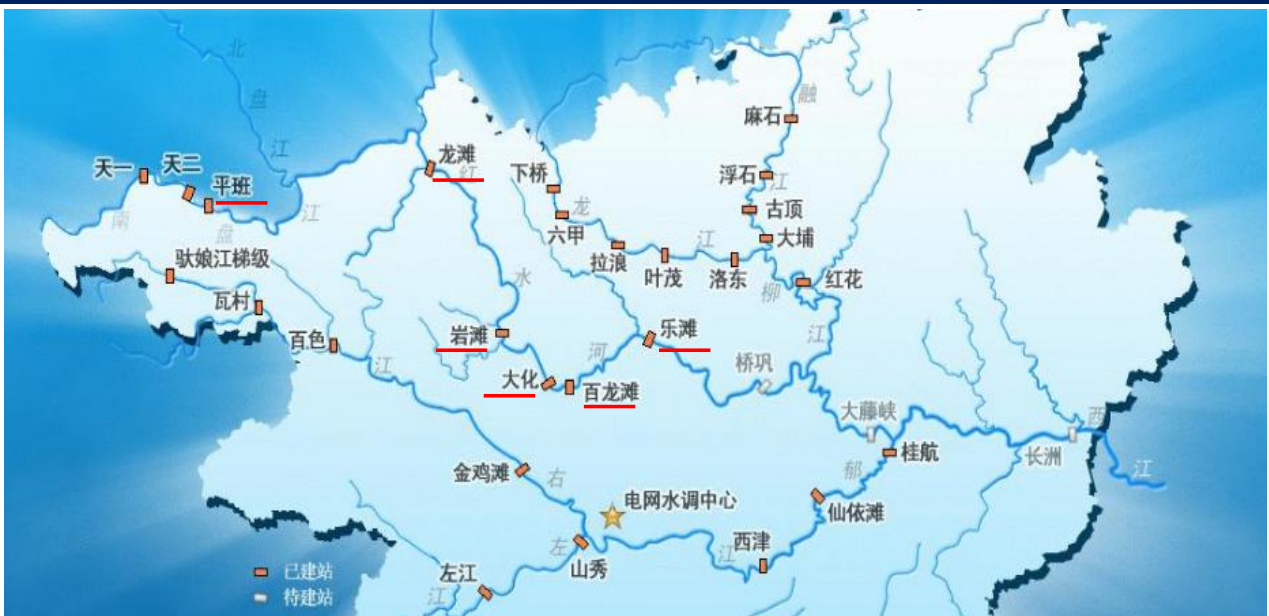 北
盘
江
融
麻石
龙滩
红
天一
天二
平班
下桥
浮石
江
南
盘
江
龙
古顶
六甲
江
大埔
拉浪
叶茂
洛东
驮娘江梯级
水
柳
红花
瓦村
百色
岩滩
乐滩
江
河
桥巩
江
大化
百龙滩
大藤峡
西
桂航
长洲
江
金鸡滩
右
郁
电网水调中心
仙依滩
左
江
西津
山秀
已建站
左江
江
待建站